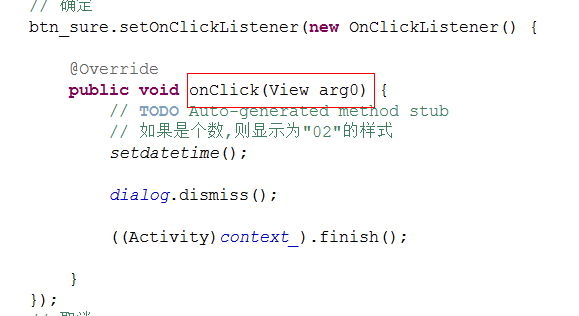 // 确定
btn_sure.setOnClickListener(new OnClickListener() {
@Override
public void onClick(View arg0) {
// TODO Auto-generated method stub
// 如果是个数,则显示为"02"的样式
setdatetime();
dialog.dismiss();
((Activity)context_).finish();
}
});